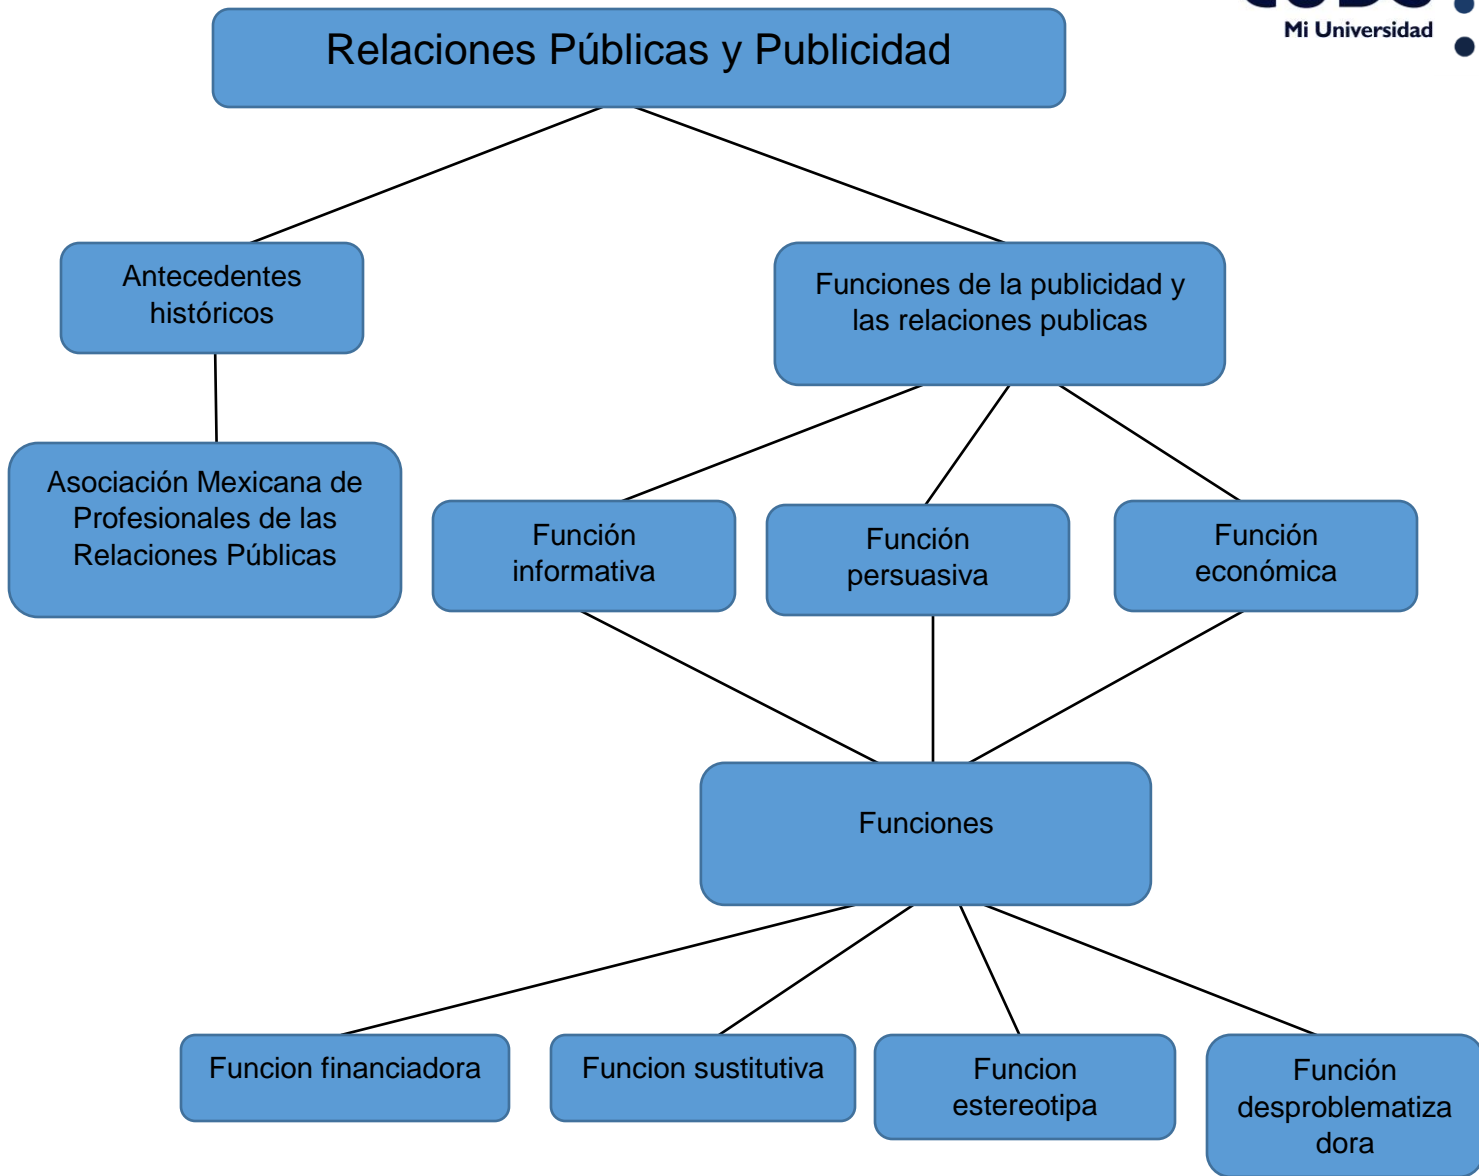 Mi Universidad
Relaciones Públicas y Publicidad
Antecedentes
históricos
Funciones de la publicidad y
las relaciones publicas
Asociación Mexicana de
Profesionales de las
Relaciones Públicas
Función
informativa
Función
persuasiva
Función
económica
Funciones
Funcion financiadora
Funcion sustitutiva
Funcion
estereotipa
Función
desproblematiza
dora